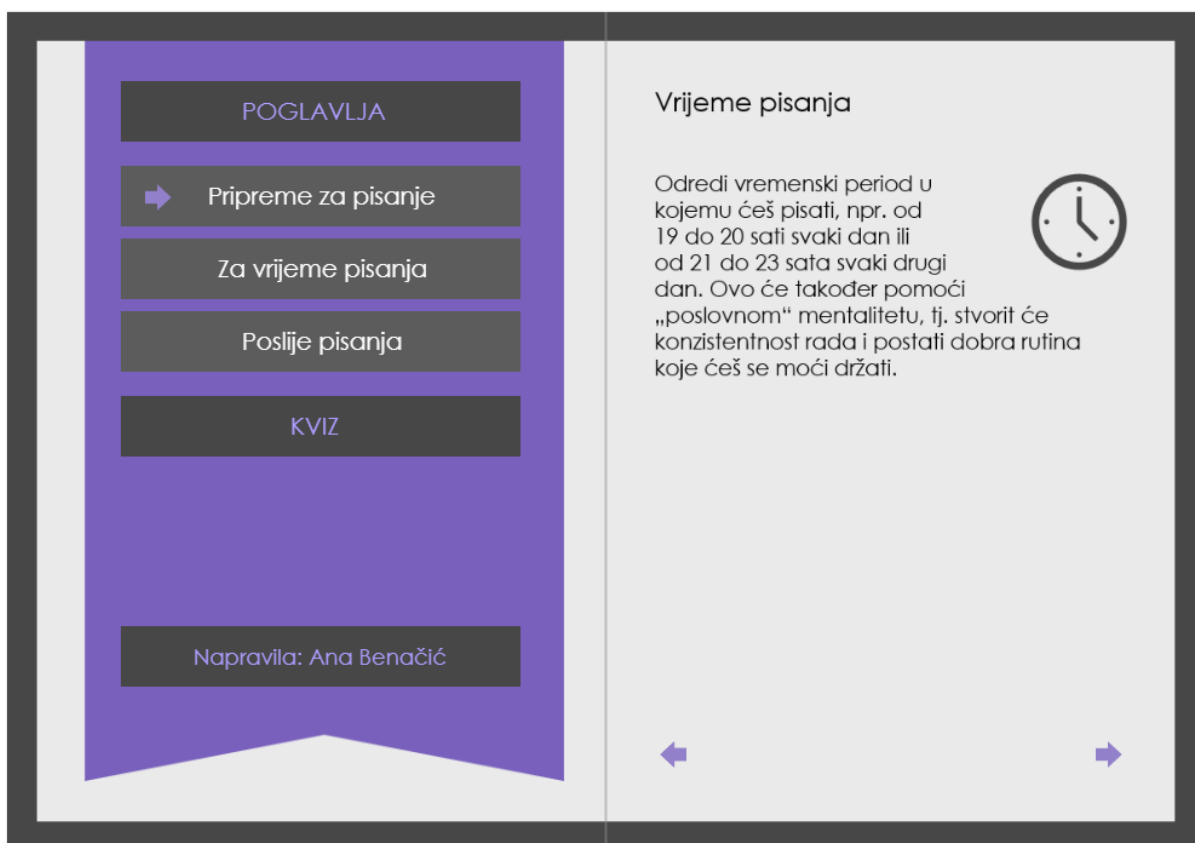 POGLAVLJA
Pripreme za pisanje
Za vrijeme pisanja
Poslije pisanja
KVIZ
Napravila: Ana Benačić
Vrijeme pisanja
Odredi vremenski period u
kojemu ćeš pisati, npr. od
19 do 20 sati svaki dan ili
od 21 do 23 sata svaki drugi
dan. Ovo će također pomoći
„poslovnom“ mentalitetu, tj. stvorit će
konzistentnost rada i postati dobra rutina
koje ćeš se moći držati.